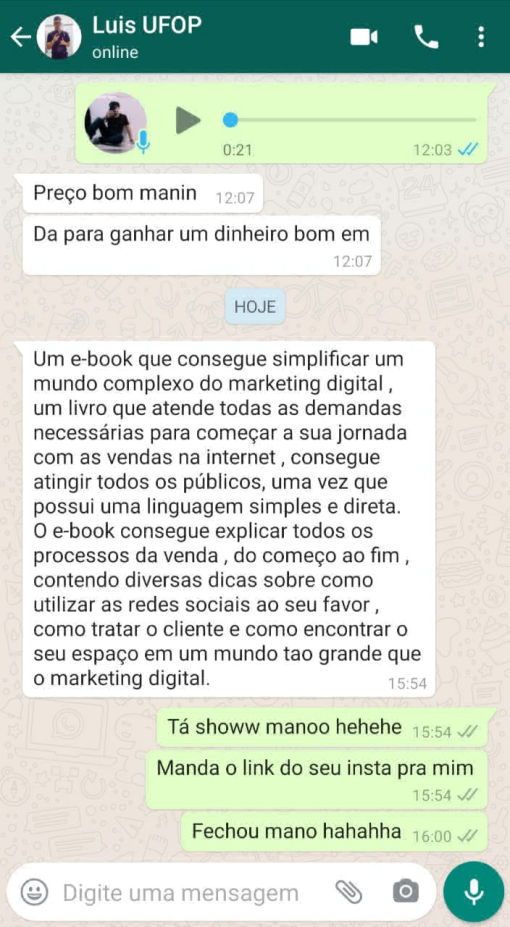 Luis UFOP
online
0:21
12:03
Preço bom manin 12:07
Da para ganhar um dinheiro bom em
12:07
HOJE
Um e-book que consegue simplificar um
mundo complexo do marketing digital ,
um livro que atende todas as demandas
necessárias para começar a sua jornada
com as vendas na internet , consegue
atingir todos os públicos, uma vez que
possui uma linguagem simples e direta.
O e-book consegue explicar todos os
processos da venda , do começo ao fim ,
contendo diversas dicas sobre como
utilizar as redes sociais ao seu favor ,
como tratar o cliente e como encontrar o
seu espaço em um mundo tao grande que
o marketing digital.
15:54
Tá showw manoo hehehe 15:54
Manda o link do seu insta pra mim
15:54
Fechou mano hahahha 16:00
Digite uma mensagem